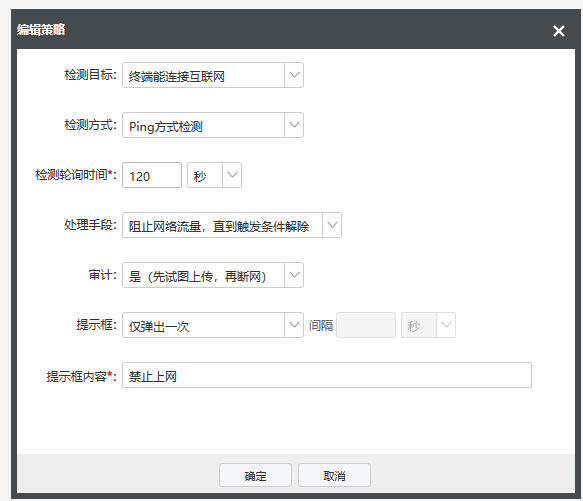 编辑策略
检测目标: 终端能连接互联网
检测方式: Ping方式检测
检测轮询时间*: 120 秒
处理手段: 阻止网络流量，直到触发条件解除
审计: 是（先试图上传，再断网）
提示框: 仅弹出一次 间隔 秒
提示框内容*: 禁止上网
确定 取消